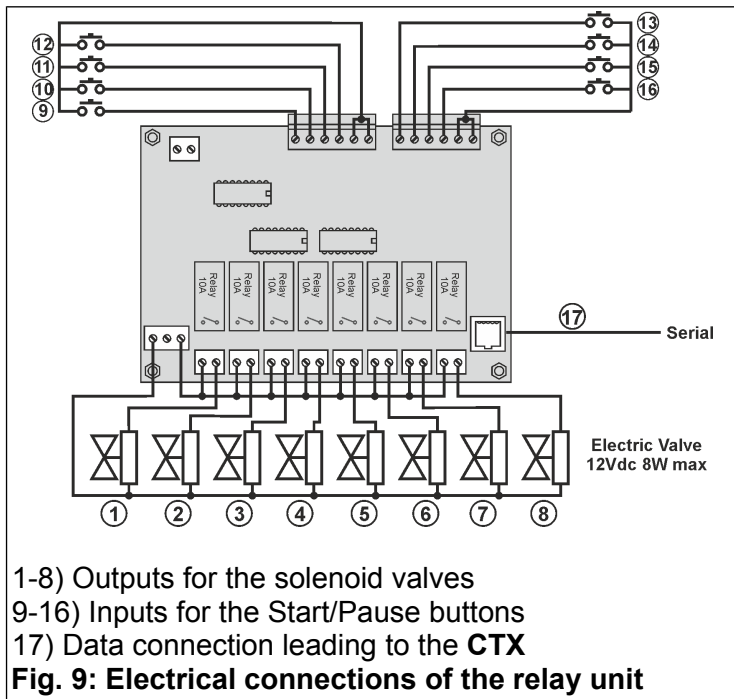 12
11
10
9
13
14
15
16
Relay 10A
Relay 10A
Relay 10A
Relay 10A
Relay 10A
Relay 10A
Relay 10A
Relay 10A
17
Serial
Electric Valve
12Vdc 8W max
1
2
3
4
5
6
7
8
1-8) Outputs for the solenoid valves
9-16) Inputs for the Start/Pause buttons
17) Data connection leading to the CTX
Fig. 9: Electrical connections of the relay unit